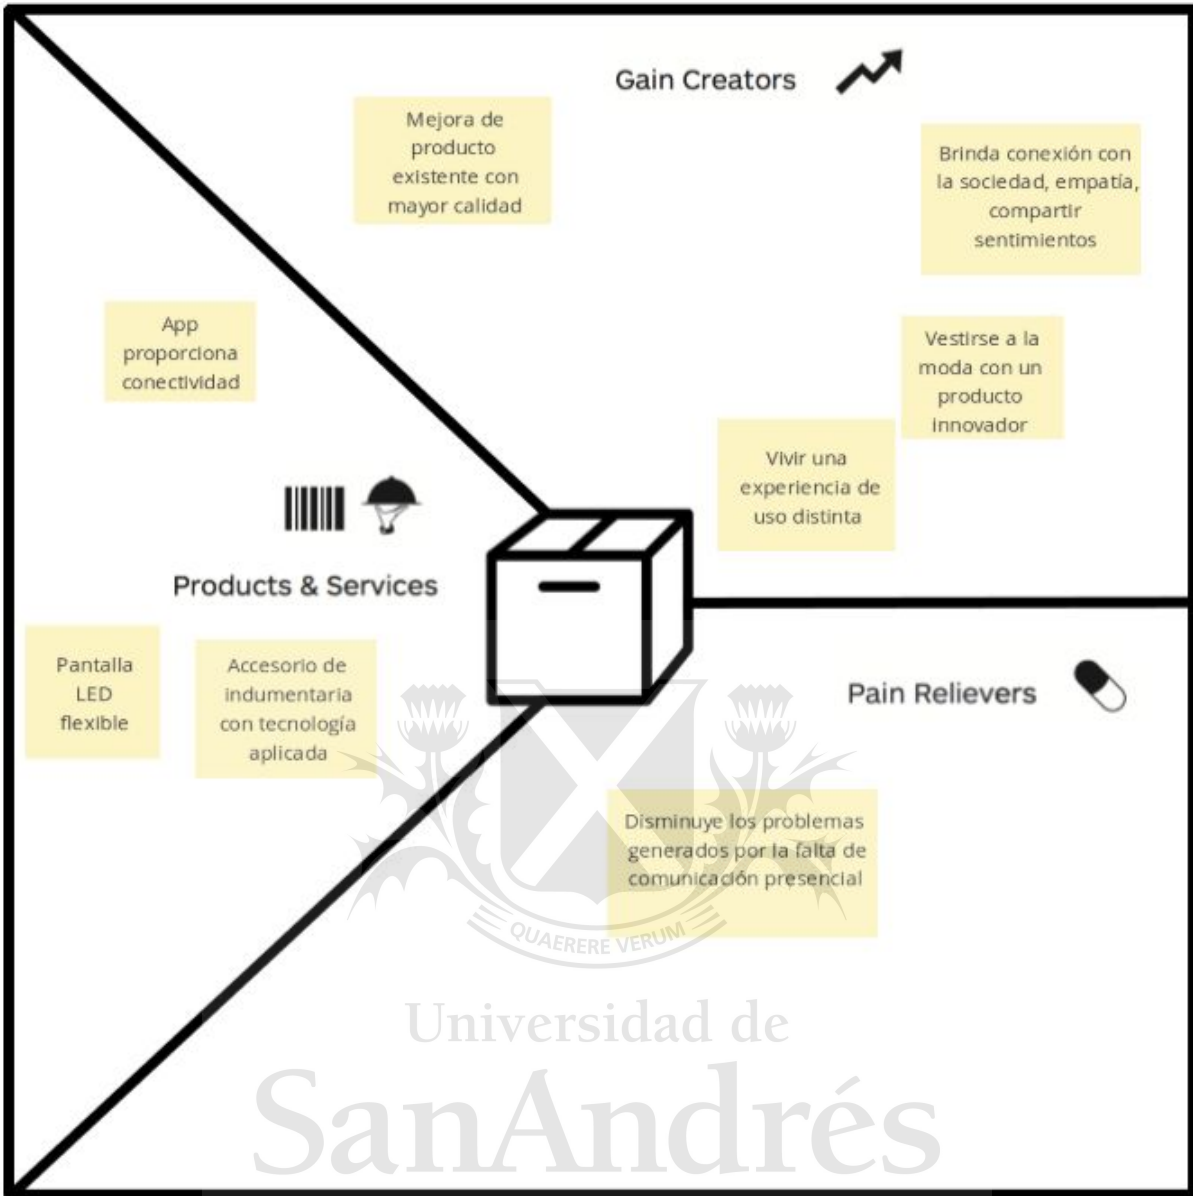 Gain Creators
Mejora de
producto
existente con
mayor calidad
Brinda conexión con
la sociedad, empatía,
compartir
sentimientos
Vestirse a la
moda con un
producto
innovador
Vivir una
experiencia de
uso distinta
App
proporciona
conectividad
Products & Services
Pantalla
LED
flexible
Accesorio de
indumentaria
con tecnología
aplicada
Pain Relievers
Disminuye los problemas
generados por la falta de
comunicación presencial
QUAERERE VERUM
Universidad de
SanAndrés